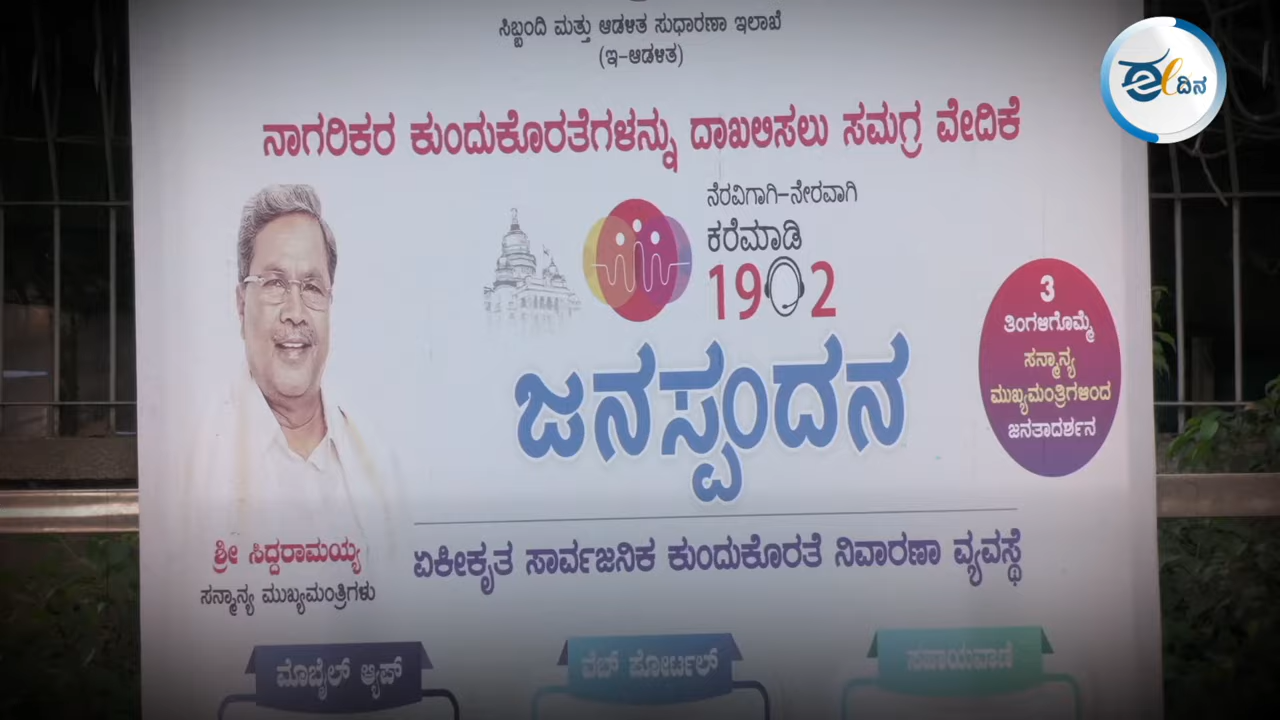 ಸಿಬ್ಬಂದಿ ಮತ್ತು ಆಡಳಿತ ಸುಧಾರಣಾ ಇಲಾಖೆ
(ಇ-ಆಡಳಿತ)
ನಾಗರಿಕರ ಕುಂದುಕೊರತೆಗಳನ್ನು ದಾಖಲಿಸಲು ಸಮಗ್ರ ವೇದಿಕೆ
ನೆರವಿಗಾಗಿ-ನೇರವಾಗಿ
ಕರೆಮಾಡಿ
1902
ಜನಸ್ಪಂದನ
3
ತಿಂಗಳಿಗೊಮ್ಮೆ
ಸನ್ಮಾನ್ಯ
ಮುಖ್ಯಮಂತ್ರಿಗಳಿಂದ
ಜನತಾದರ್ಶನ
ಶ್ರೀ ಸಿದ್ದರಾಮಯ್ಯ
ಸನ್ಮಾನ್ಯ ಮುಖ್ಯಮಂತ್ರಿಗಳು
ಏಕೀಕೃತ ಸಾರ್ವಜನಿಕ ಕುಂದುಕೊರತೆ ನಿವಾರಣಾ ವ್ಯವಸ್ಥೆ
ಮೊಬೈಲ್ ಆ್ಯಪ್
ವೆಬ್ ಪೋರ್ಟಲ್
ಸಹಾಯವಾಣಿ
ಈ ದಿನ